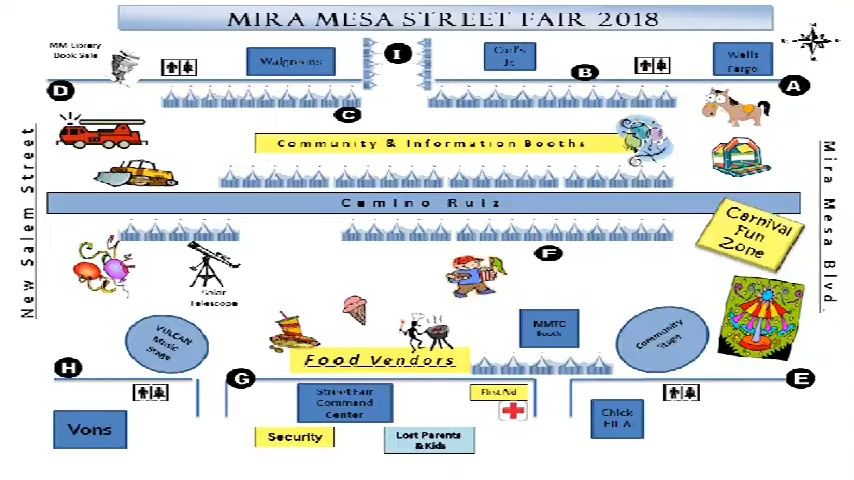 MIRA MESA STREET FAIR 2018
MM Library
Book Sale
Walgreens
I
Carl's
Jr.
Wells
Fargo
D
B
A
C
Community & Information Booths
New Salem Street
Mira Mesa Blvd.
Camino Ruiz
Carnival
Fun
Zone
F
Solar
Telescope
VULCAN
Music
Stage
MMTC
Booth
Community
Stage
Food Vendors
H
G
E
Street Fair
Command
Center
First Aid
Vons
Security
Lost Parents
& Kids
Chick
Fil A